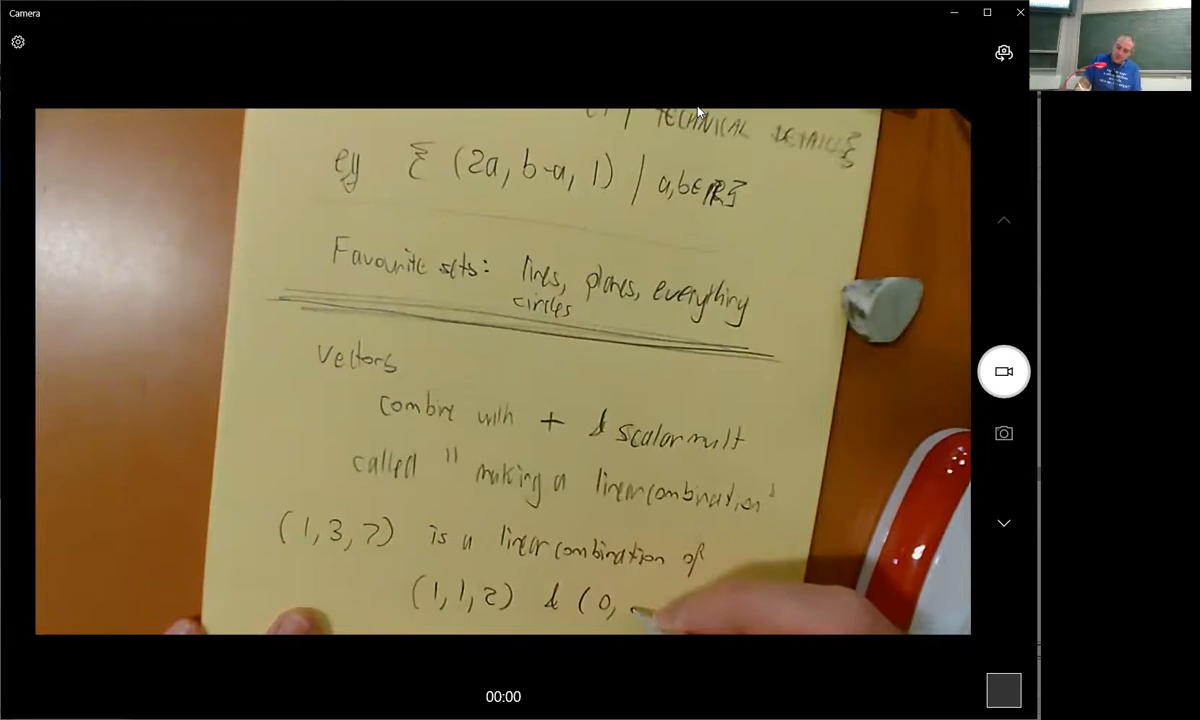 Camera
TECHNICAL DETAILS}
eg { (2a, b-a, 1) | a,b∈R}
Favourite sets: lines, planes, everything
circles
Vectors
combine with + & scalar mult
called " making a linear combination"
(1, 3, 7) is a linear combination of
(1, 1, 2) & (0,
00:00